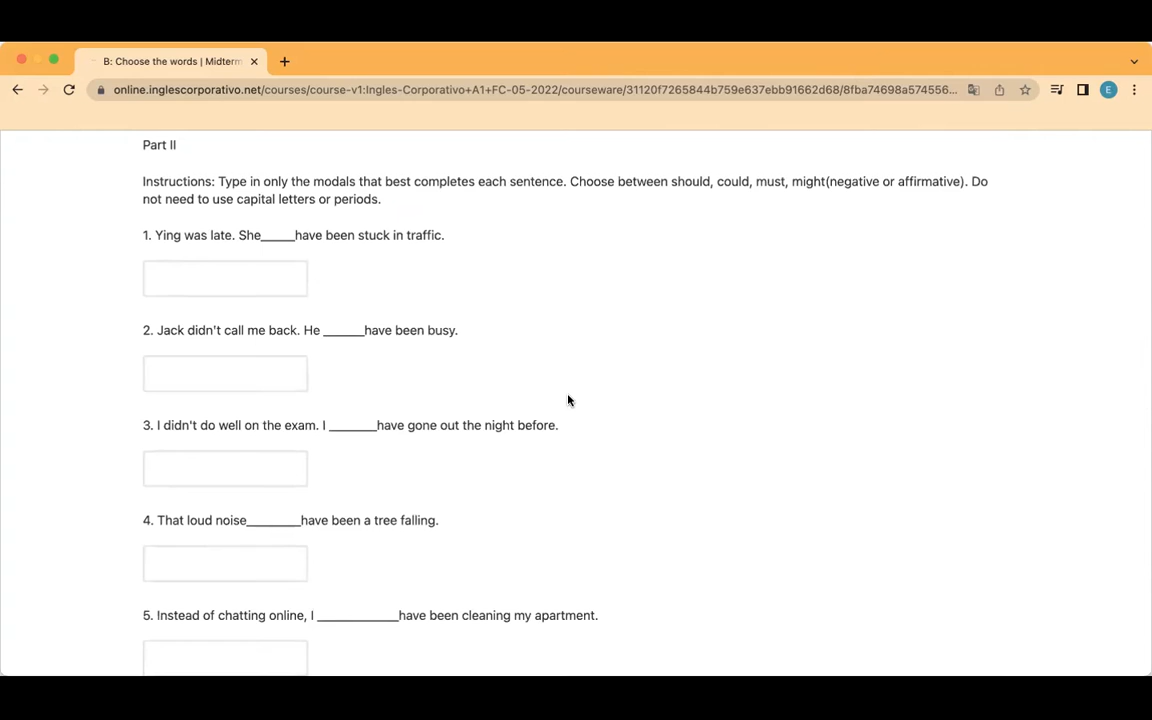 B: Choose the words | Midterm
online.inglescorporativo.net/courses/course-v1:Ingles-Corporativo+A1+FC-05-2022/courseware/31120f7265844b759e637ebb91662d68/8fba74698a574556...
E
Part II
Instructions: Type in only the modals that best completes each sentence. Choose between should, could, must, might(negative or affirmative). Do
not need to use capital letters or periods.
1. Ying was late. She_____have been stuck in traffic.
2. Jack didn't call me back. He ______have been busy.
3. I didn't do well on the exam. I _______have gone out the night before.
4. That loud noise________have been a tree falling.
5. Instead of chatting online, I ____________have been cleaning my apartment.